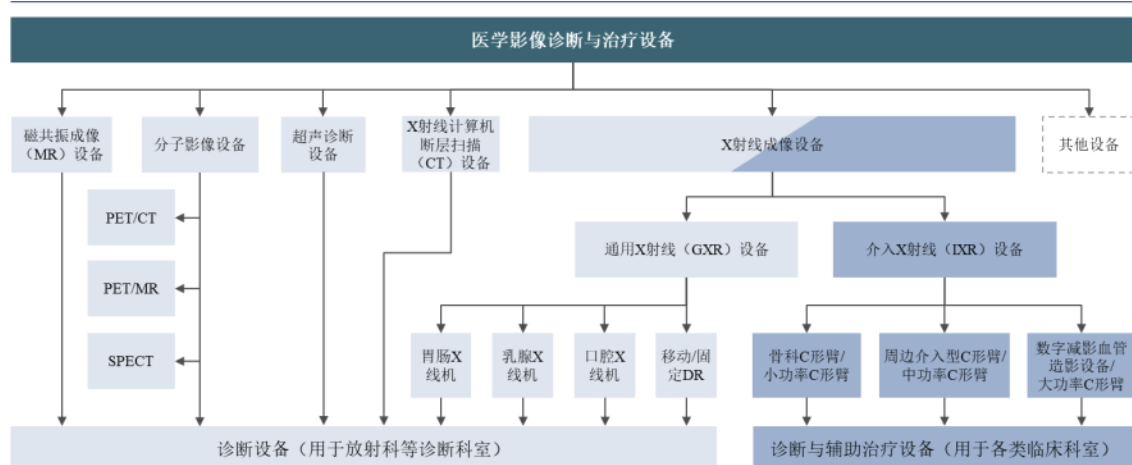 医学影像诊断与治疗设备
磁共振成像
（MR）设备
分子影像设备
超声诊断
设备
X射线计算机
断层扫描
（CT）设备
X射线成像设备
其他设备
PET/CT
PET/MR
SPECT
通用X射线（GXR）设备
介入X射线（IXR）设备
胃肠X
线机
乳腺X
线机
口腔X
线机
移动/固
定DR
骨科C形臂/
小功率C形臂
周边介入型C形臂/
中功率C形臂
数字减影血管
造影设备/
大功率C形臂
诊断设备（用于放射科等诊断科室）
诊断与辅助治疗设备（用于各类临床科室）